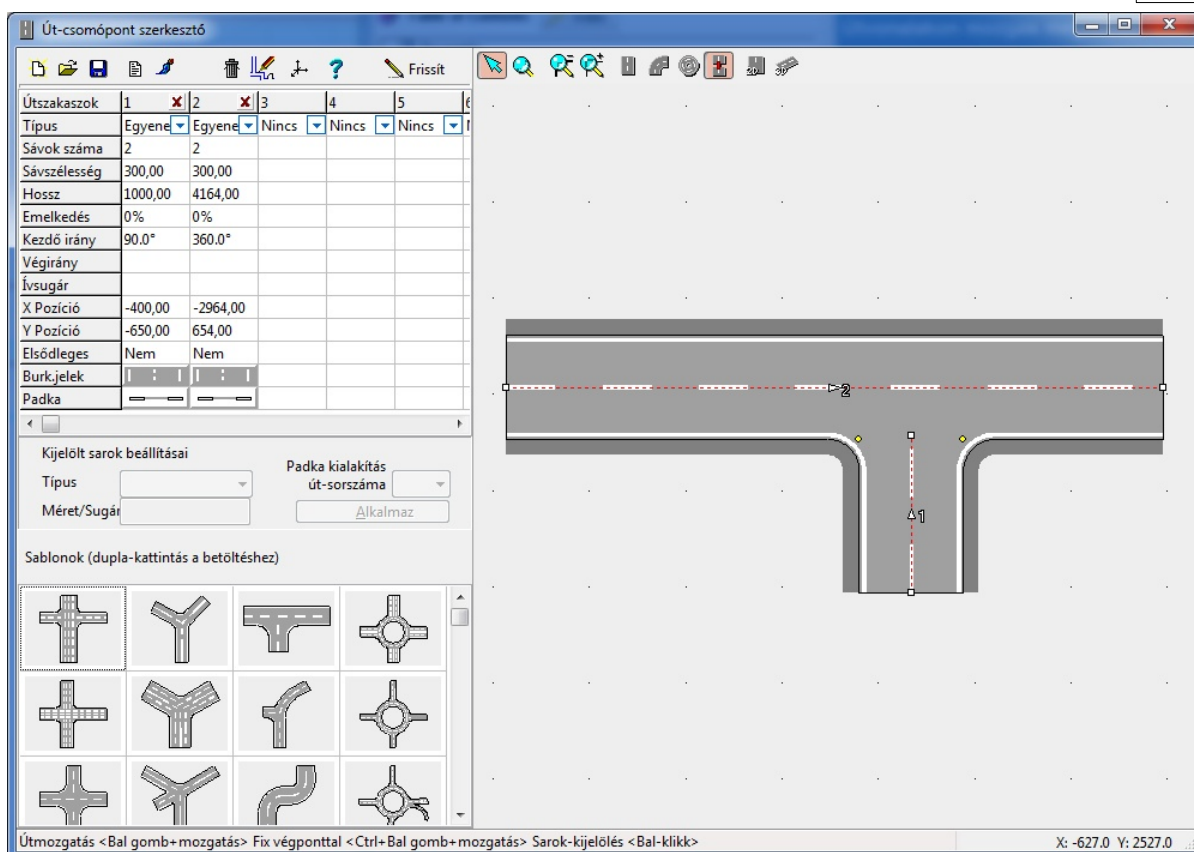 Út-csomópont szerkesztő
Frissít
Útszakaszok 1 2 3 4 5 6
Típus Egyene Egyene Nincs Nincs Nincs
Sávok száma 2 2
Sávszélesség 300,00 300,00
Hossz 1000,00 4164,00
Emelkedés 0% 0%
Kezdő irány 90.0° 360.0°
Végirány
Ívsugár
X Pozíció -400,00 -2964,00
Y Pozíció -650,00 654,00
Elsődleges Nem Nem
Burk.jelek
Padka
Kijelölt sarok beállításai
Típus
Méret/Sugár
Padka kialakítás
út-sorszáma
Alkalmaz
Sablonok (dupla-kattintás a betöltéshez)
2D
3D
2
1
Útmozgatás <Bal gomb+mozgatás> Fix végponttal <Ctrl+Bal gomb+mozgatás> Sarok-kijelölés <Bal-klikk>
X: -627.0 Y: 2527.0